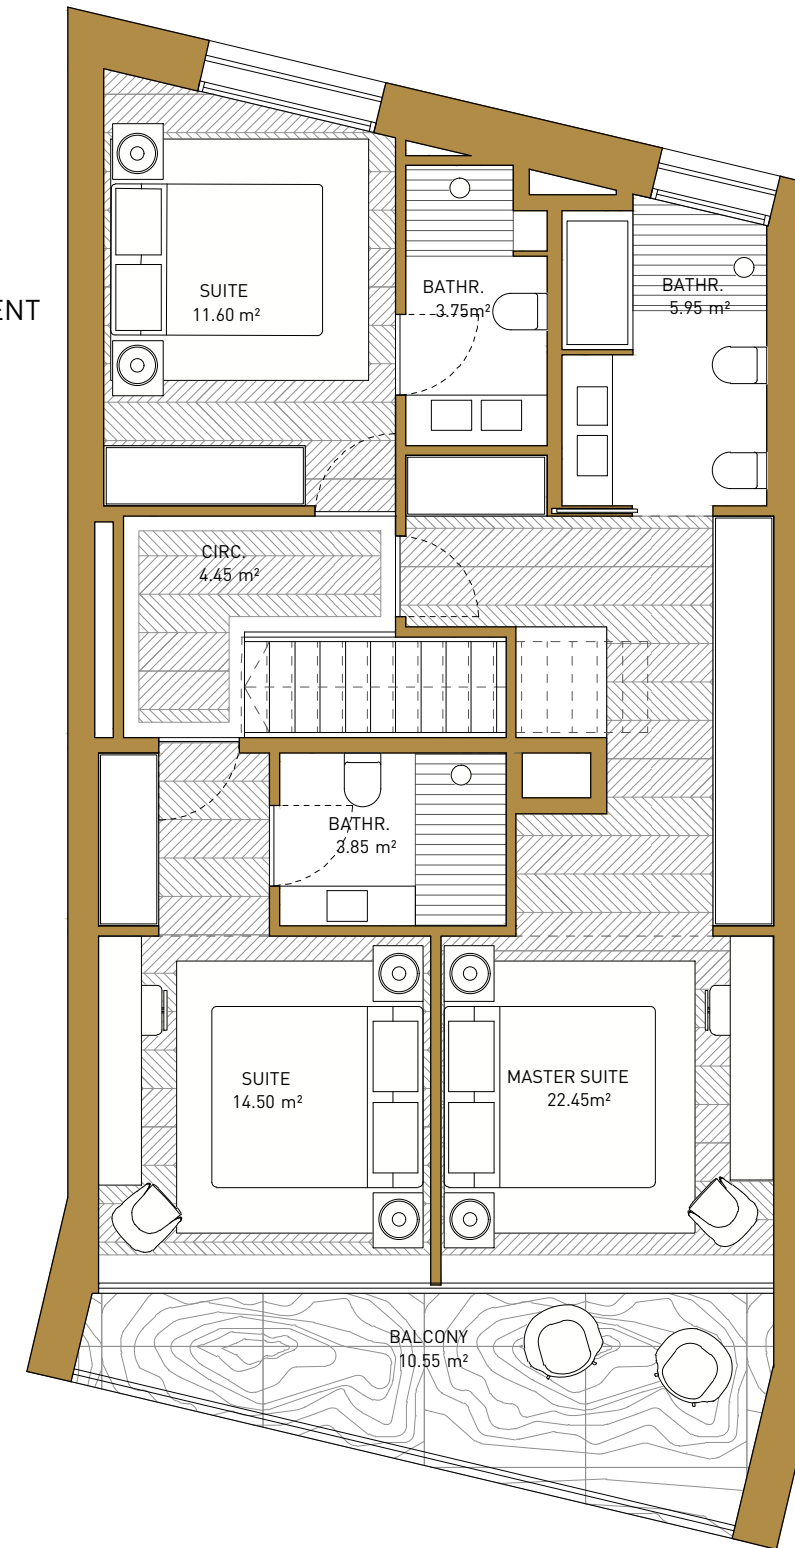 ENT
SUITE
11.60 m²
BATHR.
3.75m²
BATHR.
5.95 m²
CIRC.
4.45 m²
BATHR.
3.85 m²
SUITE
14.50 m²
MASTER SUITE
22.45m²
BALCONY
10.55 m²